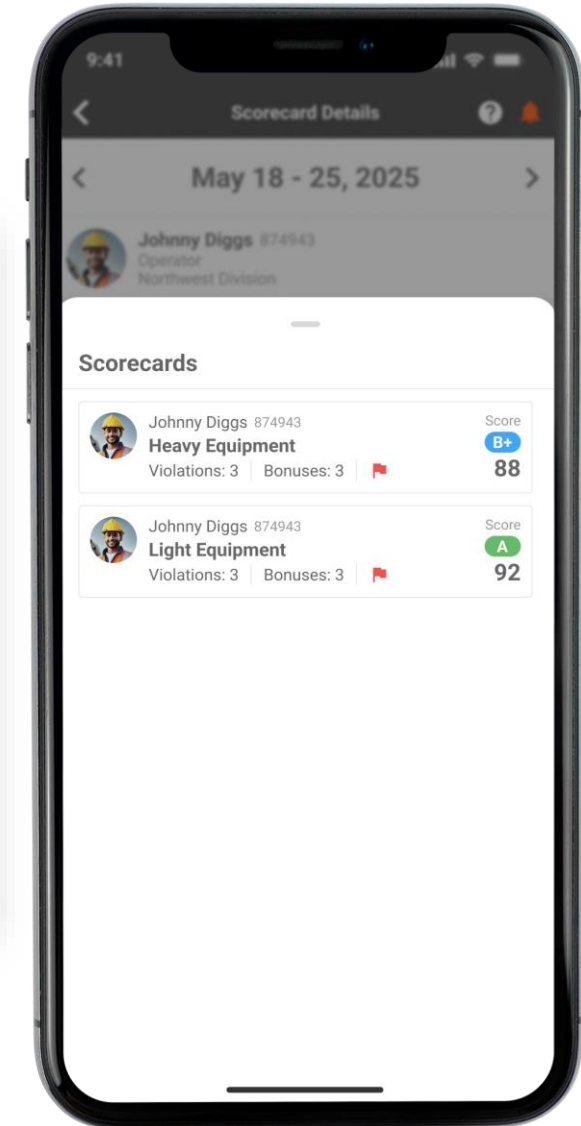 9:41
Scorecard Details
May 18 - 25, 2025
Johnny Diggs 874943
Operator
Northwest Division
Scorecards
Johnny Diggs 874943
Score
Heavy Equipment
B+
Violations: 3 Bonuses: 3
88
Johnny Diggs 874943
Score
Light Equipment
A
Violations: 3 Bonuses: 3
92